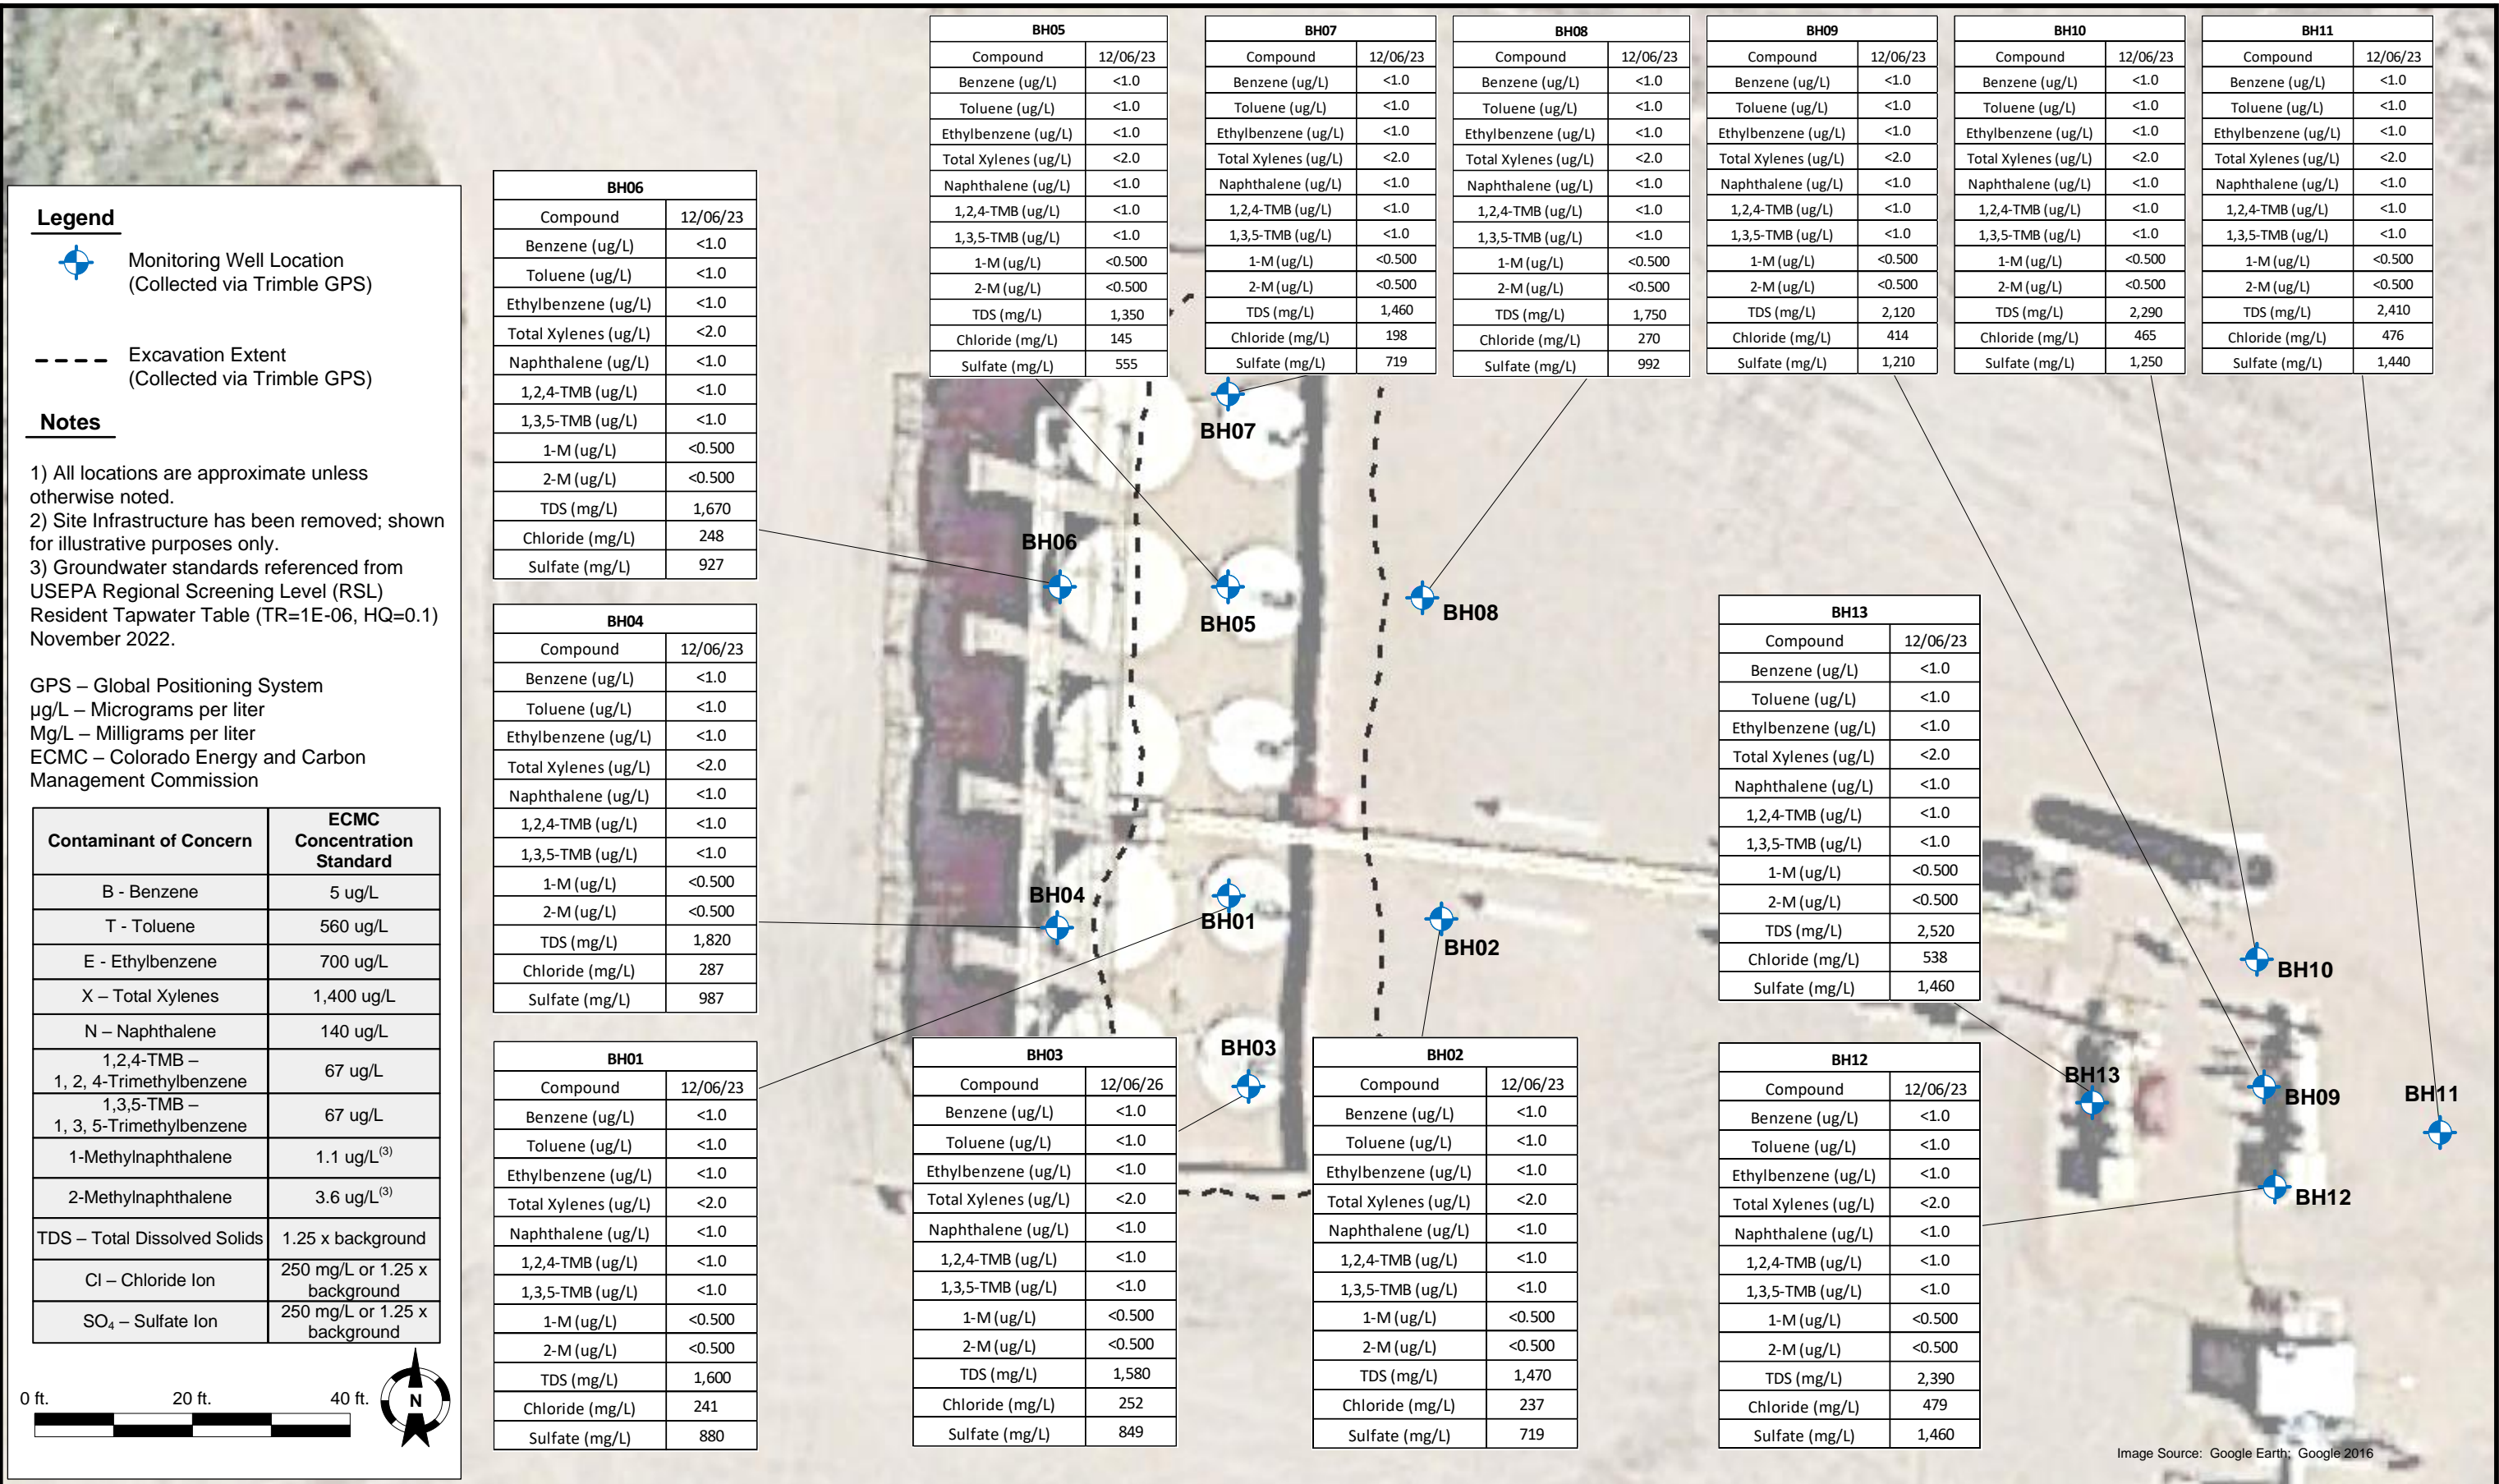 Legend
Monitoring Well Location
(Collected via Trimble GPS)
Excavation Extent
(Collected via Trimble GPS)
Notes
1) All locations are approximate unless
otherwise noted.
2) Site Infrastructure has been removed; shown
for illustrative purposes only.
3) Groundwater standards referenced from
USEPA Regional Screening Level (RSL)
Resident Tapwater Table (TR=1E-06, HQ=0.1)
November 2022.
GPS – Global Positioning System
µg/L – Micrograms per liter
Mg/L – Milligrams per liter
ECMC – Colorado Energy and Carbon
Management Commission
Contaminant of Concern ECMC Concentration Standard
B - Benzene 5 ug/L
T - Toluene 560 ug/L
E - Ethylbenzene 700 ug/L
X – Total Xylenes 1,400 ug/L
N – Naphthalene 140 ug/L
1,2,4-TMB –
1, 2, 4-Trimethylbenzene 67 ug/L
1,3,5-TMB –
1, 3, 5-Trimethylbenzene 67 ug/L
1-Methylnaphthalene 1.1 ug/L(3)
2-Methylnaphthalene 3.6 ug/L(3)
TDS – Total Dissolved Solids 1.25 x background
Cl – Chloride Ion 250 mg/L or 1.25 x background
SO₄ – Sulfate Ion 250 mg/L or 1.25 x background
0 ft. 20 ft. 40 ft.
N
BH06
Compound 12/06/23
Benzene (ug/L) <1.0
Toluene (ug/L) <1.0
Ethylbenzene (ug/L) <1.0
Total Xylenes (ug/L) <2.0
Naphthalene (ug/L) <1.0
1,2,4-TMB (ug/L) <1.0
1,3,5-TMB (ug/L) <1.0
1-M (ug/L) <0.500
2-M (ug/L) <0.500
TDS (mg/L) 1,670
Chloride (mg/L) 248
Sulfate (mg/L) 927
BH04
Compound 12/06/23
Benzene (ug/L) <1.0
Toluene (ug/L) <1.0
Ethylbenzene (ug/L) <1.0
Total Xylenes (ug/L) <2.0
Naphthalene (ug/L) <1.0
1,2,4-TMB (ug/L) <1.0
1,3,5-TMB (ug/L) <1.0
1-M (ug/L) <0.500
2-M (ug/L) <0.500
TDS (mg/L) 1,820
Chloride (mg/L) 287
Sulfate (mg/L) 987
BH01
Compound 12/06/23
Benzene (ug/L) <1.0
Toluene (ug/L) <1.0
Ethylbenzene (ug/L) <1.0
Total Xylenes (ug/L) <2.0
Naphthalene (ug/L) <1.0
1,2,4-TMB (ug/L) <1.0
1,3,5-TMB (ug/L) <1.0
1-M (ug/L) <0.500
2-M (ug/L) <0.500
TDS (mg/L) 1,600
Chloride (mg/L) 241
Sulfate (mg/L) 880
BH05
Compound 12/06/23
Benzene (ug/L) <1.0
Toluene (ug/L) <1.0
Ethylbenzene (ug/L) <1.0
Total Xylenes (ug/L) <2.0
Naphthalene (ug/L) <1.0
1,2,4-TMB (ug/L) <1.0
1,3,5-TMB (ug/L) <1.0
1-M (ug/L) <0.500
2-M (ug/L) <0.500
TDS (mg/L) 1,350
Chloride (mg/L) 145
Sulfate (mg/L) 555
BH07
Compound 12/06/23
Benzene (ug/L) <1.0
Toluene (ug/L) <1.0
Ethylbenzene (ug/L) <1.0
Total Xylenes (ug/L) <2.0
Naphthalene (ug/L) <1.0
1,2,4-TMB (ug/L) <1.0
1,3,5-TMB (ug/L) <1.0
1-M (ug/L) <0.500
2-M (ug/L) <0.500
TDS (mg/L) 1,460
Chloride (mg/L) 198
Sulfate (mg/L) 719
BH08
Compound 12/06/23
Benzene (ug/L) <1.0
Toluene (ug/L) <1.0
Ethylbenzene (ug/L) <1.0
Total Xylenes (ug/L) <2.0
Naphthalene (ug/L) <1.0
1,2,4-TMB (ug/L) <1.0
1,3,5-TMB (ug/L) <1.0
1-M (ug/L) <0.500
2-M (ug/L) <0.500
TDS (mg/L) 1,750
Chloride (mg/L) 270
Sulfate (mg/L) 992
BH09
Compound 12/06/23
Benzene (ug/L) <1.0
Toluene (ug/L) <1.0
Ethylbenzene (ug/L) <1.0
Total Xylenes (ug/L) <2.0
Naphthalene (ug/L) <1.0
1,2,4-TMB (ug/L) <1.0
1,3,5-TMB (ug/L) <1.0
1-M (ug/L) <0.500
2-M (ug/L) <0.500
TDS (mg/L) 2,120
Chloride (mg/L) 414
Sulfate (mg/L) 1,210
BH10
Compound 12/06/23
Benzene (ug/L) <1.0
Toluene (ug/L) <1.0
Ethylbenzene (ug/L) <1.0
Total Xylenes (ug/L) <2.0
Naphthalene (ug/L) <1.0
1,2,4-TMB (ug/L) <1.0
1,3,5-TMB (ug/L) <1.0
1-M (ug/L) <0.500
2-M (ug/L) <0.500
TDS (mg/L) 2,290
Chloride (mg/L) 465
Sulfate (mg/L) 1,250
BH11
Compound 12/06/23
Benzene (ug/L) <1.0
Toluene (ug/L) <1.0
Ethylbenzene (ug/L) <1.0
Total Xylenes (ug/L) <2.0
Naphthalene (ug/L) <1.0
1,2,4-TMB (ug/L) <1.0
1,3,5-TMB (ug/L) <1.0
1-M (ug/L) <0.500
2-M (ug/L) <0.500
TDS (mg/L) 2,410
Chloride (mg/L) 476
Sulfate (mg/L) 1,440
BH07
BH06
BH05
BH08
BH04
BH01
BH02
BH03
BH13
BH10
BH09
BH11
BH12
BH13
Compound 12/06/23
Benzene (ug/L) <1.0
Toluene (ug/L) <1.0
Ethylbenzene (ug/L) <1.0
Total Xylenes (ug/L) <2.0
Naphthalene (ug/L) <1.0
1,2,4-TMB (ug/L) <1.0
1,3,5-TMB (ug/L) <1.0
1-M (ug/L) <0.500
2-M (ug/L) <0.500
TDS (mg/L) 2,520
Chloride (mg/L) 538
Sulfate (mg/L) 1,460
BH03
Compound 12/06/26
Benzene (ug/L) <1.0
Toluene (ug/L) <1.0
Ethylbenzene (ug/L) <1.0
Total Xylenes (ug/L) <2.0
Naphthalene (ug/L) <1.0
1,2,4-TMB (ug/L) <1.0
1,3,5-TMB (ug/L) <1.0
1-M (ug/L) <0.500
2-M (ug/L) <0.500
TDS (mg/L) 1,580
Chloride (mg/L) 252
Sulfate (mg/L) 849
BH02
Compound 12/06/23
Benzene (ug/L) <1.0
Toluene (ug/L) <1.0
Ethylbenzene (ug/L) <1.0
Total Xylenes (ug/L) <2.0
Naphthalene (ug/L) <1.0
1,2,4-TMB (ug/L) <1.0
1,3,5-TMB (ug/L) <1.0
1-M (ug/L) <0.500
2-M (ug/L) <0.500
TDS (mg/L) 1,470
Chloride (mg/L) 237
Sulfate (mg/L) 719
BH12
Compound 12/06/23
Benzene (ug/L) <1.0
Toluene (ug/L) <1.0
Ethylbenzene (ug/L) <1.0
Total Xylenes (ug/L) <2.0
Naphthalene (ug/L) <1.0
1,2,4-TMB (ug/L) <1.0
1,3,5-TMB (ug/L) <1.0
1-M (ug/L) <0.500
2-M (ug/L) <0.500
TDS (mg/L) 2,390
Chloride (mg/L) 479
Sulfate (mg/L) 1,460
Image Source: Google Earth; Google 2016